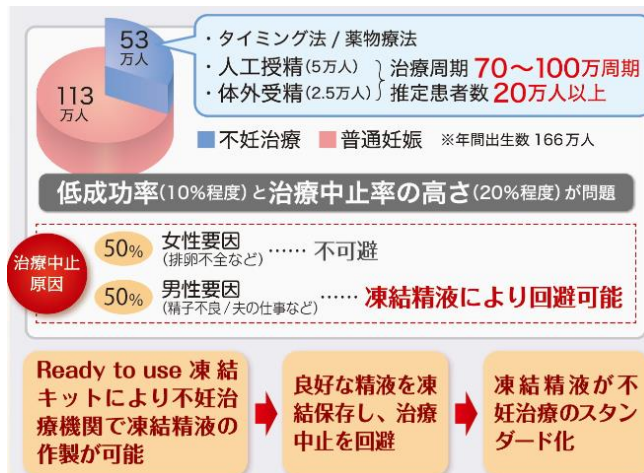 53
万人
113
万人
・タイミング法 / 薬物療法
・人工授精(5万人)
・体外受精(2.5万人)
治療周期 70〜100万周期
推定患者数 20万人以上
不妊治療 普通妊娠 ※年間出生数 166万人
低成功率(10%程度)と治療中止率の高さ(20%程度)が問題
治療中止
原因
50% 女性要因 …… 不可避
(排卵不全など)
50% 男性要因 …… 凍結精液により回避可能
(精子不良/夫の仕事など)
Ready to use 凍結
キットにより不妊治
療機関で凍結精液の
作製が可能
良好な精液を凍
結保存し、治療
中止を回避
凍結精液が不
妊治療のスタン
ダード化